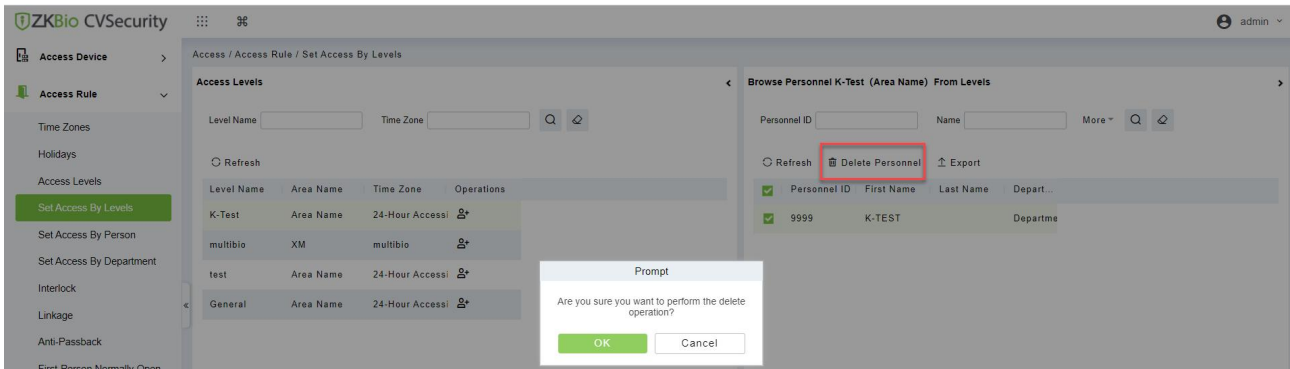 ZKBio CVSecurity
admin
Access Device
Access Rule
Time Zones
Holidays
Access Levels
Set Access By Levels
Set Access By Person
Set Access By Department
Interlock
Linkage
Anti-Passback
First-Person Normally Open
Access / Access Rule / Set Access By Levels
Access Levels
Level Name Time Zone
Refresh
Level Name Area Name Time Zone Operations
K-Test Area Name 24-Hour Accessi
multibio XM multibio
test Area Name 24-Hour Accessi
General Area Name 24-Hour Accessi
Browse Personnel K-Test (Area Name) From Levels
Personnel ID Name More
Refresh Delete Personnel Export
Personnel ID First Name Last Name Depart...
9999 K-TEST Departme
Prompt
Are you sure you want to perform the delete
operation?
OK Cancel